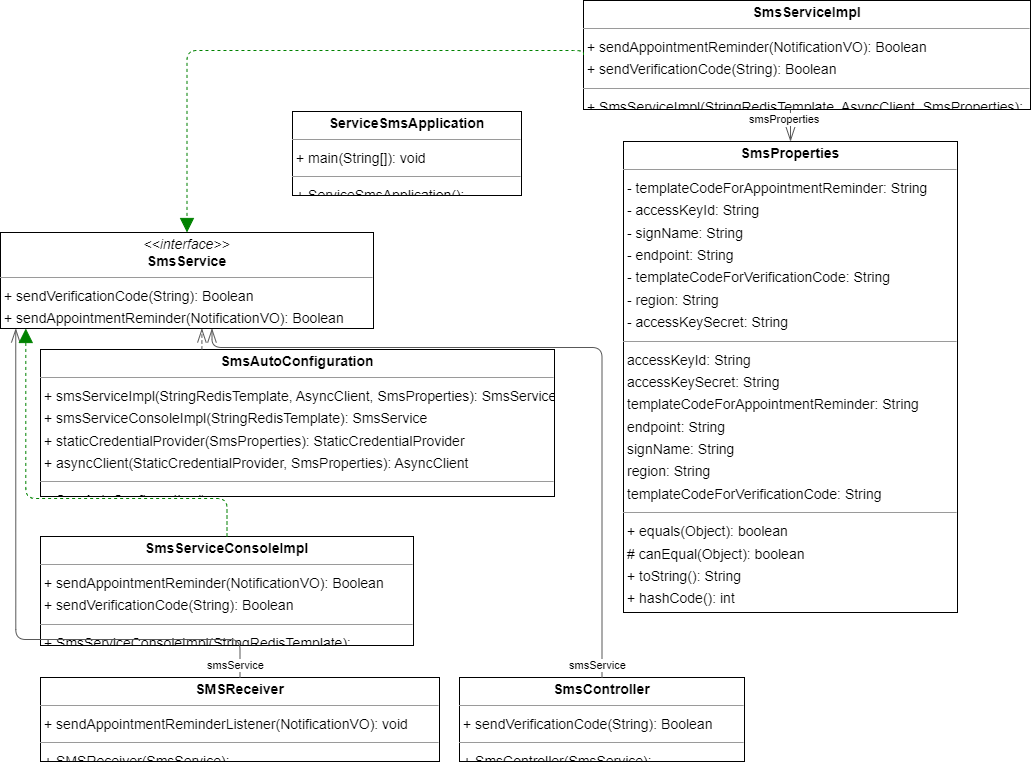 SmsServiceImpl
+ sendAppointmentReminder(NotificationVO): Boolean
+ sendVerificationCode(String): Boolean
+ SmsServiceImpl(StringRedisTemplate, AsyncClient, SmsProperties):
smsProperties
ServiceSmsApplication
+ main(String[]): void
+ ServiceSmsApplication():
SmsProperties
- templateCodeForAppointmentReminder: String
- accessKeyId: String
- signName: String
- endpoint: String
- templateCodeForVerificationCode: String
- region: String
- accessKeySecret: String
accessKeyId: String
accessKeySecret: String
templateCodeForAppointmentReminder: String
endpoint: String
signName: String
region: String
templateCodeForVerificationCode: String
+ equals(Object): boolean
# canEqual(Object): boolean
+ toString(): String
+ hashCode(): int
<<interface>>
SmsService
+ sendVerificationCode(String): Boolean
+ sendAppointmentReminder(NotificationVO): Boolean
SmsAutoConfiguration
+ smsServiceImpl(StringRedisTemplate, AsyncClient, SmsProperties): SmsService
+ smsServiceConsoleImpl(StringRedisTemplate): SmsService
+ staticCredentialProvider(SmsProperties): StaticCredentialProvider
+ asyncClient(StaticCredentialProvider, SmsProperties): AsyncClient
SmsServiceConsoleImpl
+ sendAppointmentReminder(NotificationVO): Boolean
+ sendVerificationCode(String): Boolean
+ SmsServiceConsoleImpl(StringRedisTemplate):
smsService
SMSReceiver
+ sendAppointmentReminderListener(NotificationVO): void
+ SMSReceiver(SmsService):
smsService
SmsController
+ sendVerificationCode(String): Boolean
+ SmsController(SmsService):